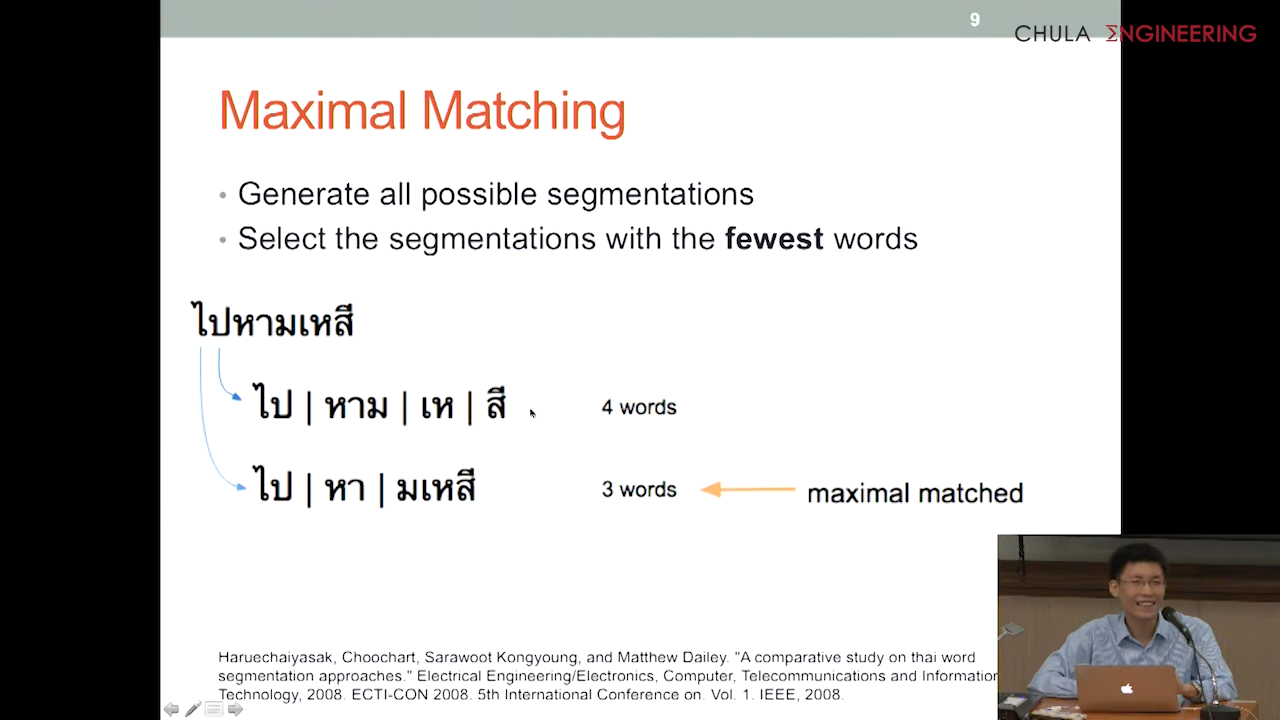 9
CHULA ΣNGINEERING
Maximal Matching
• Generate all possible segmentations
• Select the segmentations with the fewest words
ไปหามเหสี
ไป | หาม | เห | สี 4 words
ไป | หา | มเหสี 3 words maximal matched
Haruechaiyasak, Choochart, Sarawoot Kongyoung, and Matthew Dailey. "A comparative study on thai word
segmentation approaches." Electrical Engineering/Electronics, Computer, Telecommunications and Information
Technology, 2008. ECTI-CON 2008. 5th International Conference on. Vol. 1. IEEE, 2008.